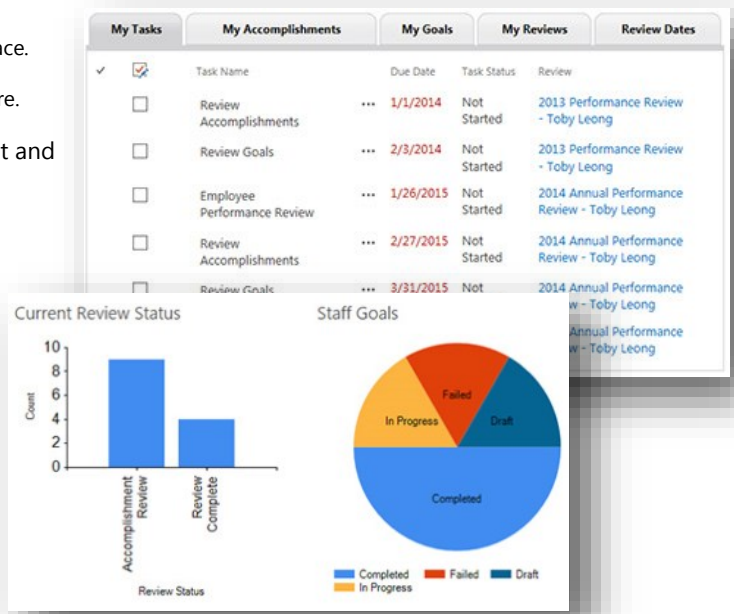 nce.
re.
t and
My Tasks My Accomplishments My Goals My Reviews Review Dates
Task Name Due Date Task Status Review
Review ... 1/1/2014 Not 2013 Performance Review
Accomplishments Started - Toby Leong
Review Goals ... 2/3/2014 Not 2013 Performance Review
Started - Toby Leong
Employee ... 1/26/2015 Not 2014 Annual Performance
Performance Review Started Review - Toby Leong
Review ... 2/27/2015 Not 2014 Annual Performance
Accomplishments Started Review - Toby Leong
Review Goals ... 3/31/2015 Not 2014 Annual Performance
w - Toby Leong
Annual Performance
w - Toby Leong
Current Review Status
10
8
6
4
2
0
Count
Accomplishment
Review
Review
Complete
Review Status
Staff Goals
Failed
In Progress
Draft
Completed
Completed Failed Draft
In Progress